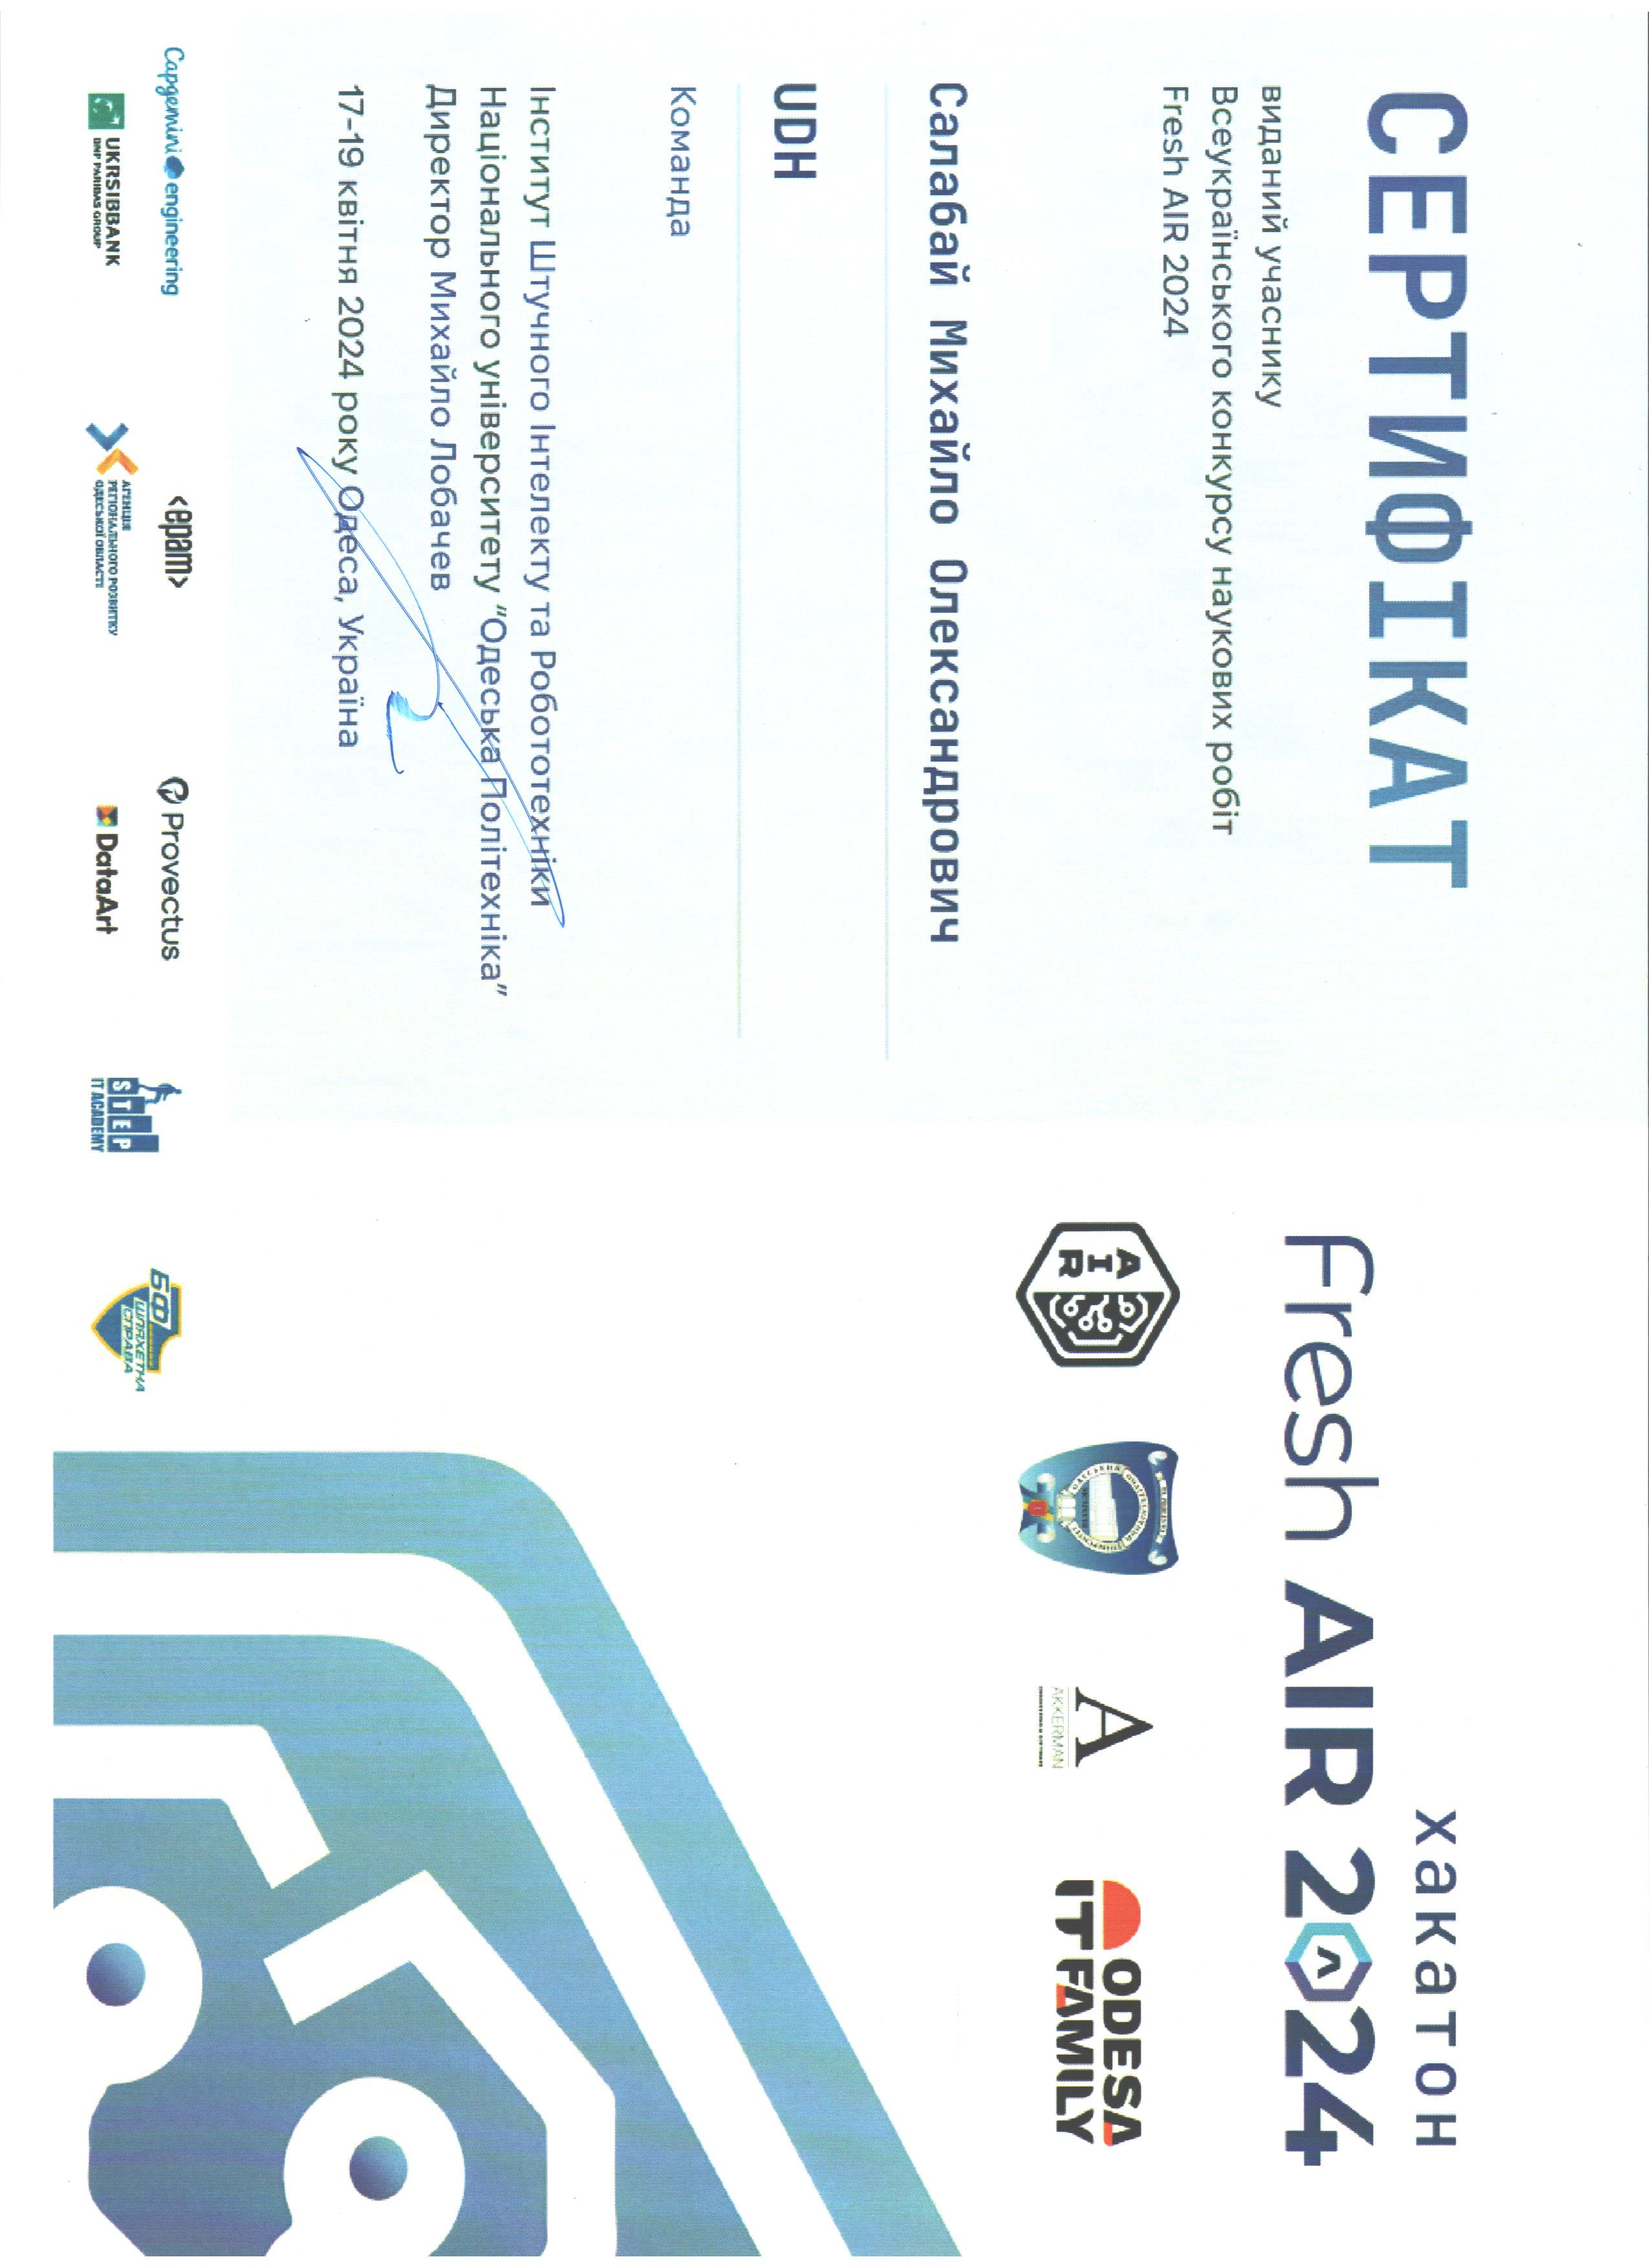 СЕРТИФІКАТ
виданий учаснику
Всеукраїнського конкурсу наукових робіт
Fresh AIR 2024
Салабай Михайло Олександрович
UDH
Команда
Інститут Штучного Інтелекту та Робототехніки
Національного університету “Одеська Політехніка”
Директор Михайло Лобачев
17-19 квітня 2024 року Одеса, Україна
хакатон
Fresh AIR 2024
AIR
A
AKKERMAN
ENGINEERING & SOFTWARE
ODESA
IT FAMILY
Capgemini engineering
<epam>
Provectus
UKRSIBBANK
BNP PARIBAS GROUP
АГЕНЦІЯ
РЕГІОНАЛЬНОГО РОЗВИТКУ
ОДЕСЬКОЇ ОБЛАСТІ
DataArt
STEP
IT ACADEMY
БФ
ШЛЯХЕТНА
СПРАВА